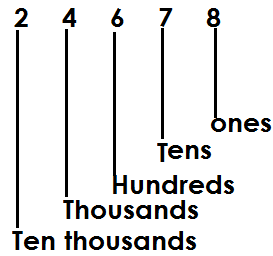 2 4 6 7 8
ones
Tens
Hundreds
Thousands
Ten thousands